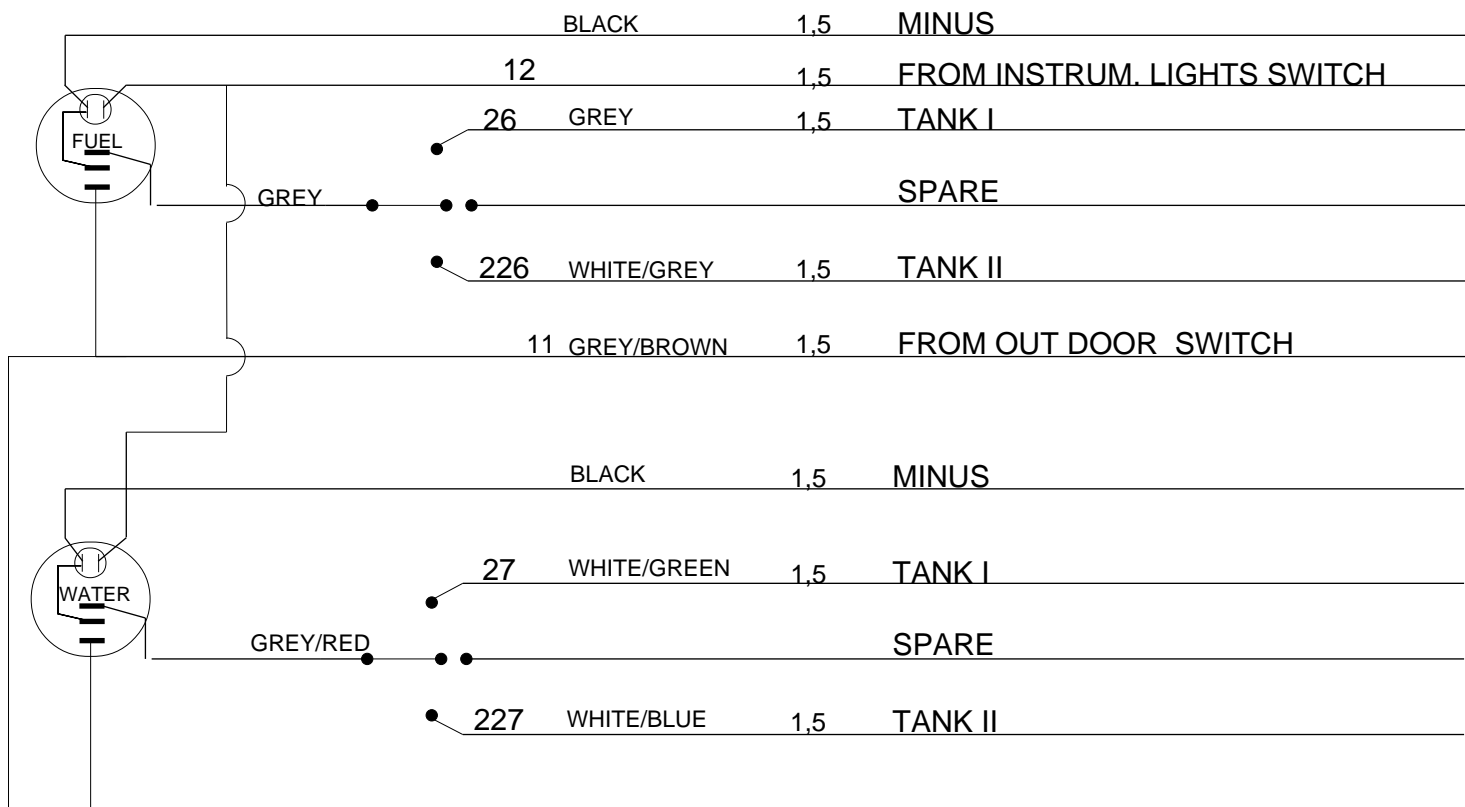 BLACK 1,5 MINUS
12 1,5 FROM INSTRUM. LIGHTS SWITCH
26 GREY 1,5 TANK I
FUEL
GREY SPARE
226 WHITE/GREY 1,5 TANK II
11 GREY/BROWN 1,5 FROM OUT DOOR SWITCH
BLACK 1,5 MINUS
27 WHITE/GREEN 1,5 TANK I
WATER
GREY/RED SPARE
227 WHITE/BLUE 1,5 TANK II